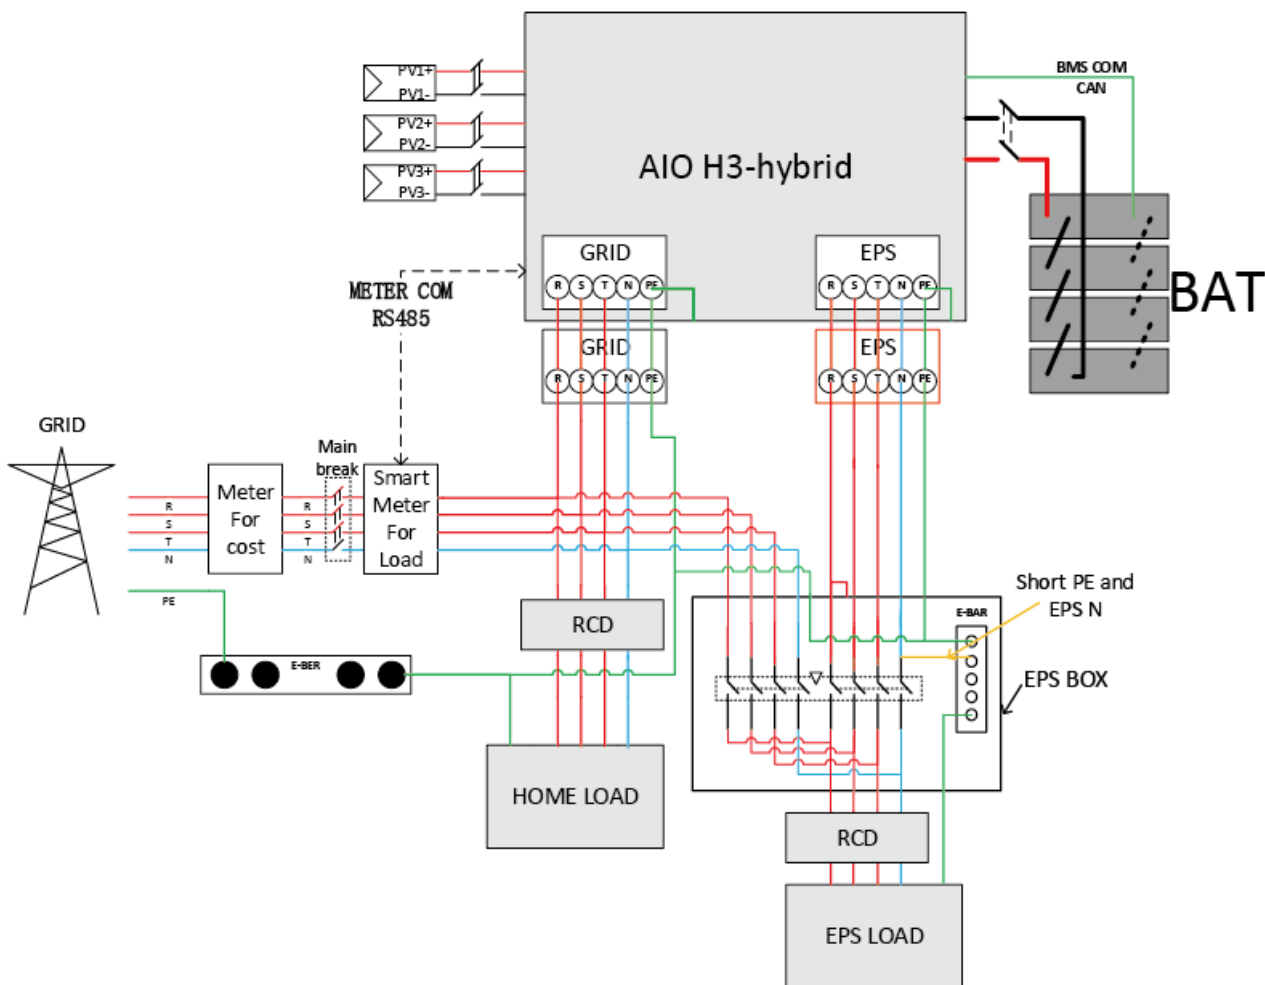 PV1+
PV1-
PV2+
PV2-
PV3+
PV3-
AIO H3-hybrid
BMS COM
CAN
BAT
GRID
R S T N PE
EPS
R S T N PE
METER COM
RS485
GRID
R S T N PE
EPS
R S T N PE
GRID
Main
break
Meter
For
cost
Smart
Meter
For
Load
R
S
T
N
R
S
T
N
PE
E-BER
RCD
HOME LOAD
Short PE and
EPS N
E-BAR
EPS BOX
RCD
EPS LOAD